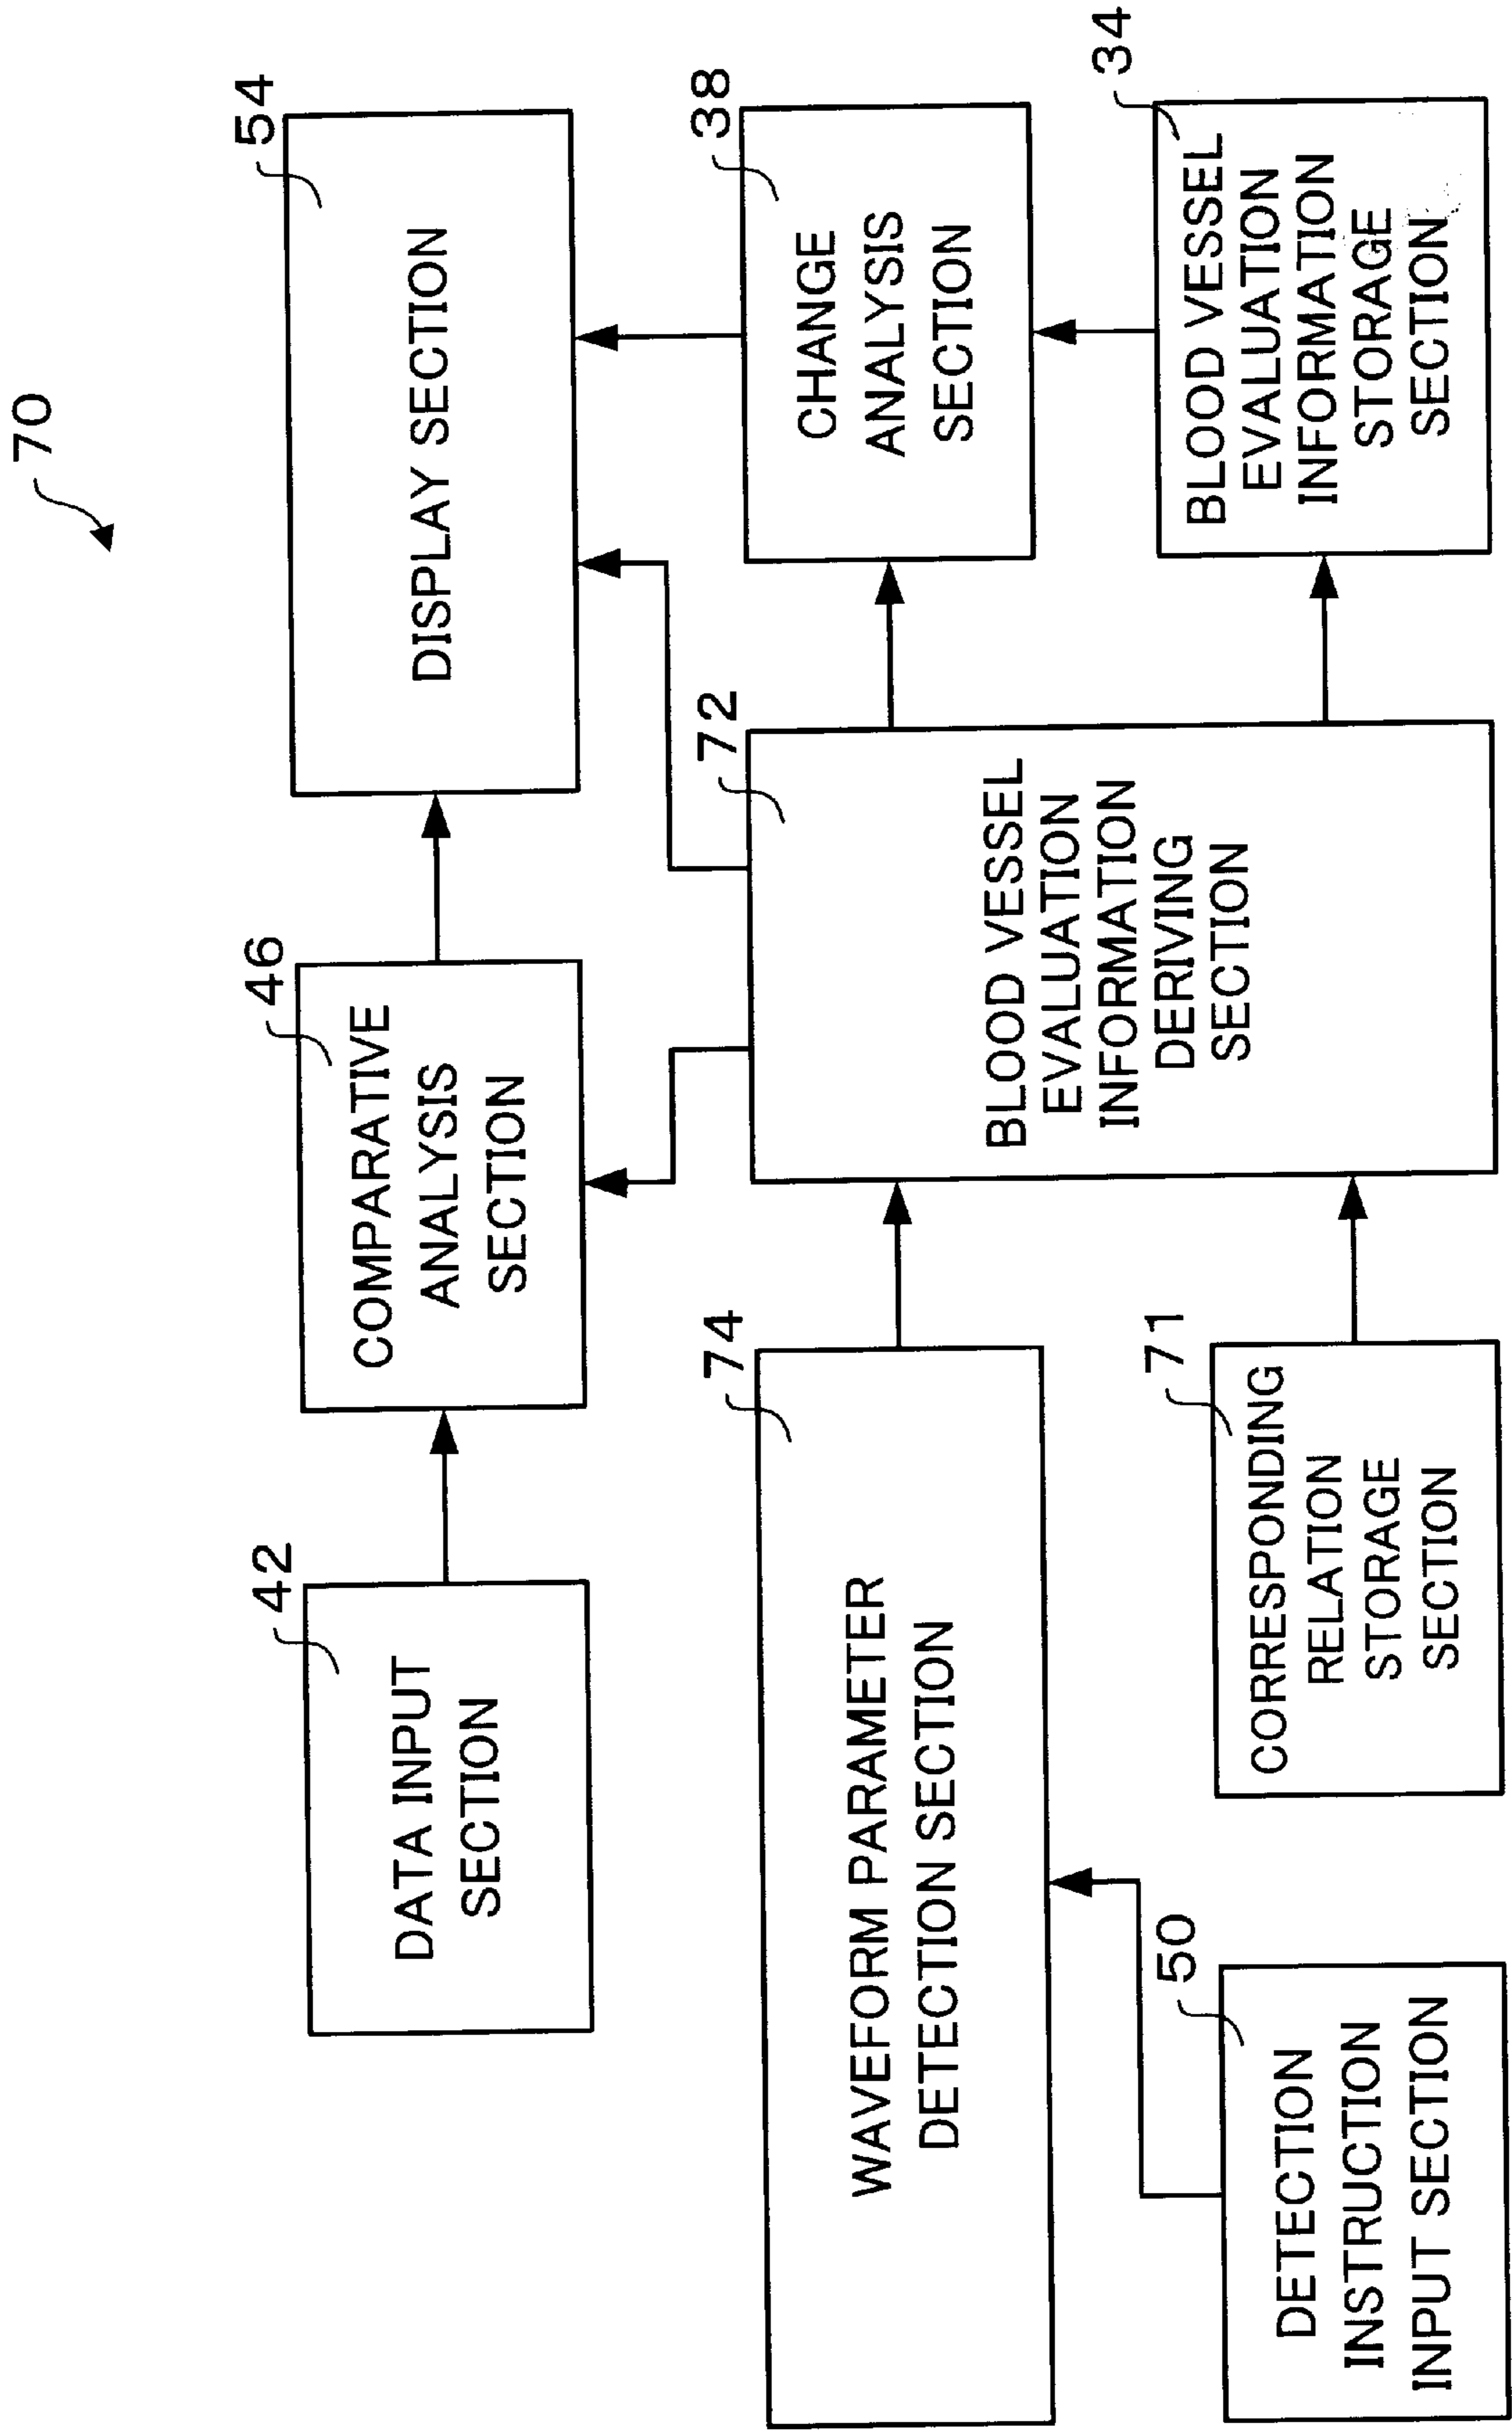 70
42
DATA INPUT
SECTION
46
COMPARATIVE
ANALYSIS
SECTION
54
DISPLAY SECTION
74
WAVEFORM PARAMETER
DETECTION SECTION
72
BLOOD VESSEL
EVALUATION
INFORMATION
DERIVING
SECTION
38
CHANGE
ANALYSIS
SECTION
50
DETECTION
INSTRUCTION
INPUT SECTION
71
CORRESPONDING
RELATION
STORAGE
SECTION
34
BLOOD VESSEL
EVALUATION
INFORMATION
STORAGE
SECTION